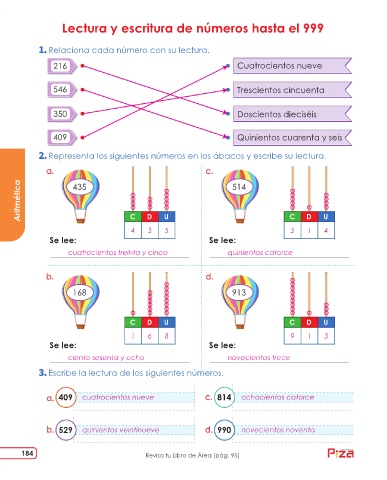 Lectura y escritura de números hasta el 999
1. Relaciona cada número con su lectura.
216 Cuatrocientos nueve
546 Trescientos cincuenta
350 Doscientos dieciséis
409 Quinientos cuarenta y seis
2. Representa los siguientes números en los ábacos y escribe su lectura.
a. c.
435 514
C D U C D U
4 3 5 5 1 4
Se lee: Se lee:
cuatrocientos treinta y cinco quinientos catorce
b. d.
168 913
C D U C D U
1 6 8 9 1 3
Se lee: Se lee:
ciento sesenta y ocho novecientos trece
3. Escribe la lectura de los siguientes números.
a. 409 cuatrocientos nueve c. 814 ochocientos catorce
b. 529 quinientos veintinueve d. 990 novecientos noventa
Aritmética
184 Revisa tu Libro de Área (pág. 95)